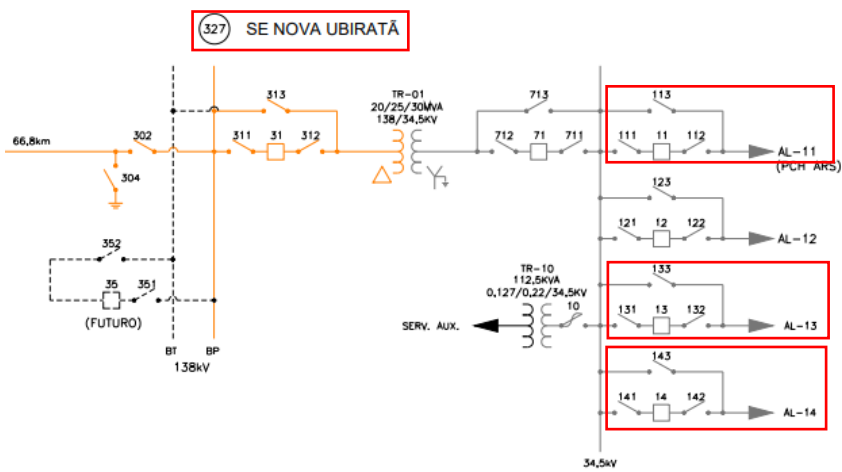 327 SE NOVA UBIRATÃ
313
TR-01
20/25/30MVA
138/34,5KV
713
113
66,8km
302
311
31
312
712
71
711
111
11
112
AL-11
(PCH ARS)
304
123
121
12
122
AL-12
352
35
351
(FUTURO)
TR-10
112,5KVA
0,127/0,22/34,5KV
10
SERV. AUX.
133
131
13
132
AL-13
BT
BP
138kV
143
141
14
142
AL-14
34,5kV